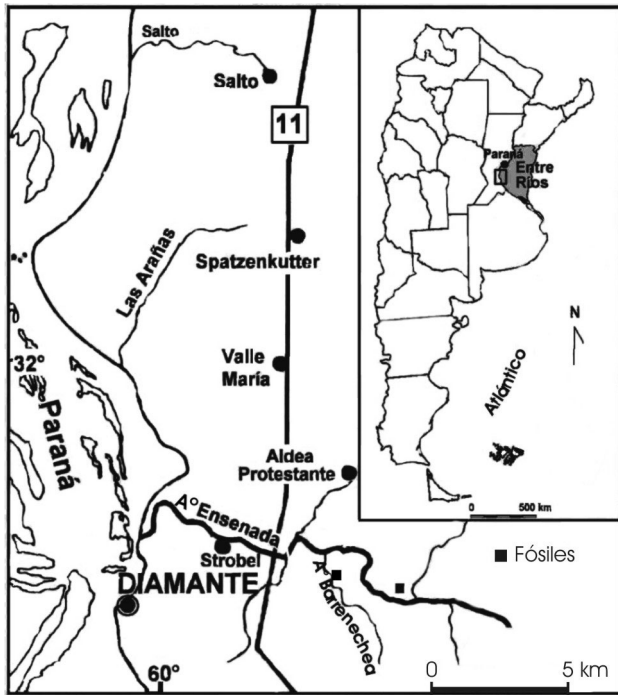 Salto
Salto
11
Las Arañas
Spatzenkutter
32°
Valle
María
Paraná
Aldea
Protestante
A° Ensenada
Strobel
DIAMANTE
A° Barrenechea
60°
0 5 km
Paraná
Entre
Ríos
N
Atlántico
0 500 km
Fósiles